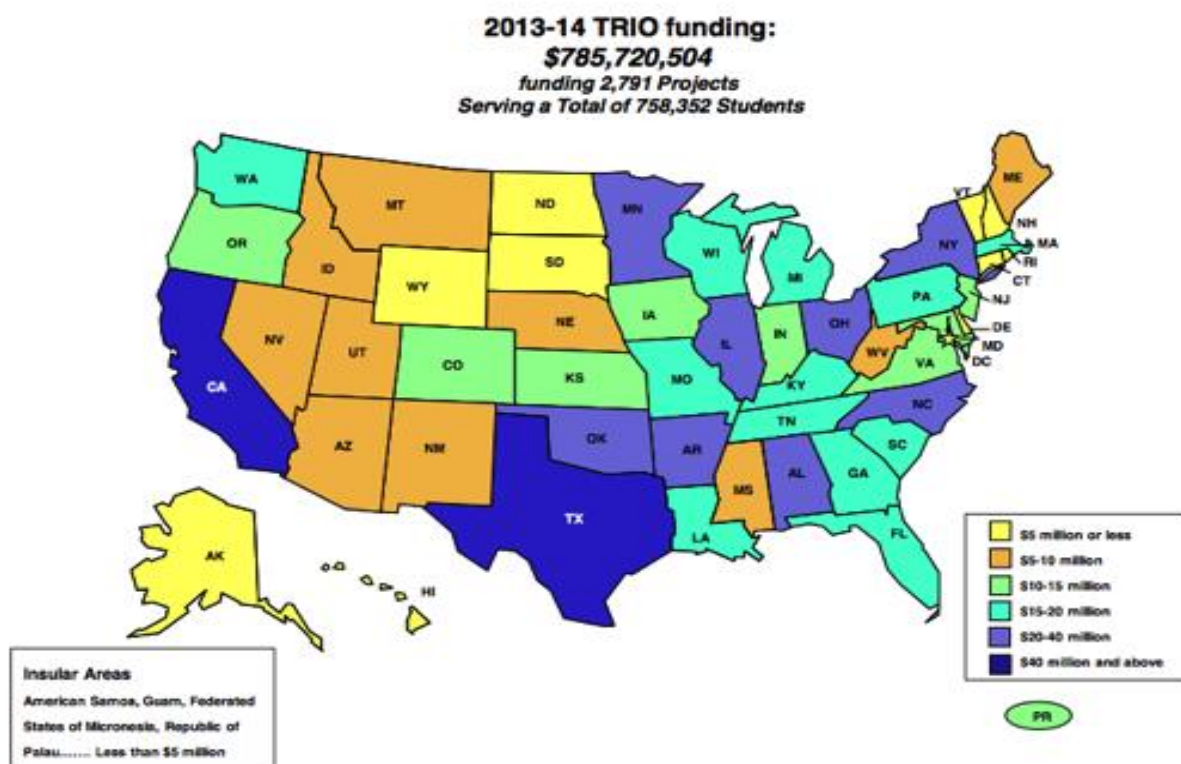 2013-14 TRIO funding:
$785,720,504
funding 2,791 Projects
Serving a Total of 758,352 Students
WA
MT
ND
MN
ME
VT
NH
OR
ID
SD
WI
MI
NY
MA
RI
CT
WY
IA
PA
NJ
NV
UT
NE
IL
IN
OH
DE
MD
DC
CA
CO
KS
MO
WV
VA
KY
AZ
NM
OK
AR
TN
NC
SC
TX
MS
AL
GA
LA
FL
AK
HI
$5 million or less
$5-10 million
$10-15 million
$15-20 million
$20-40 million
$40 million and above
PR
Insular Areas
American Samoa, Guam, Federated
States of Micronesia, Republic of
Palau....... Less than $5 million